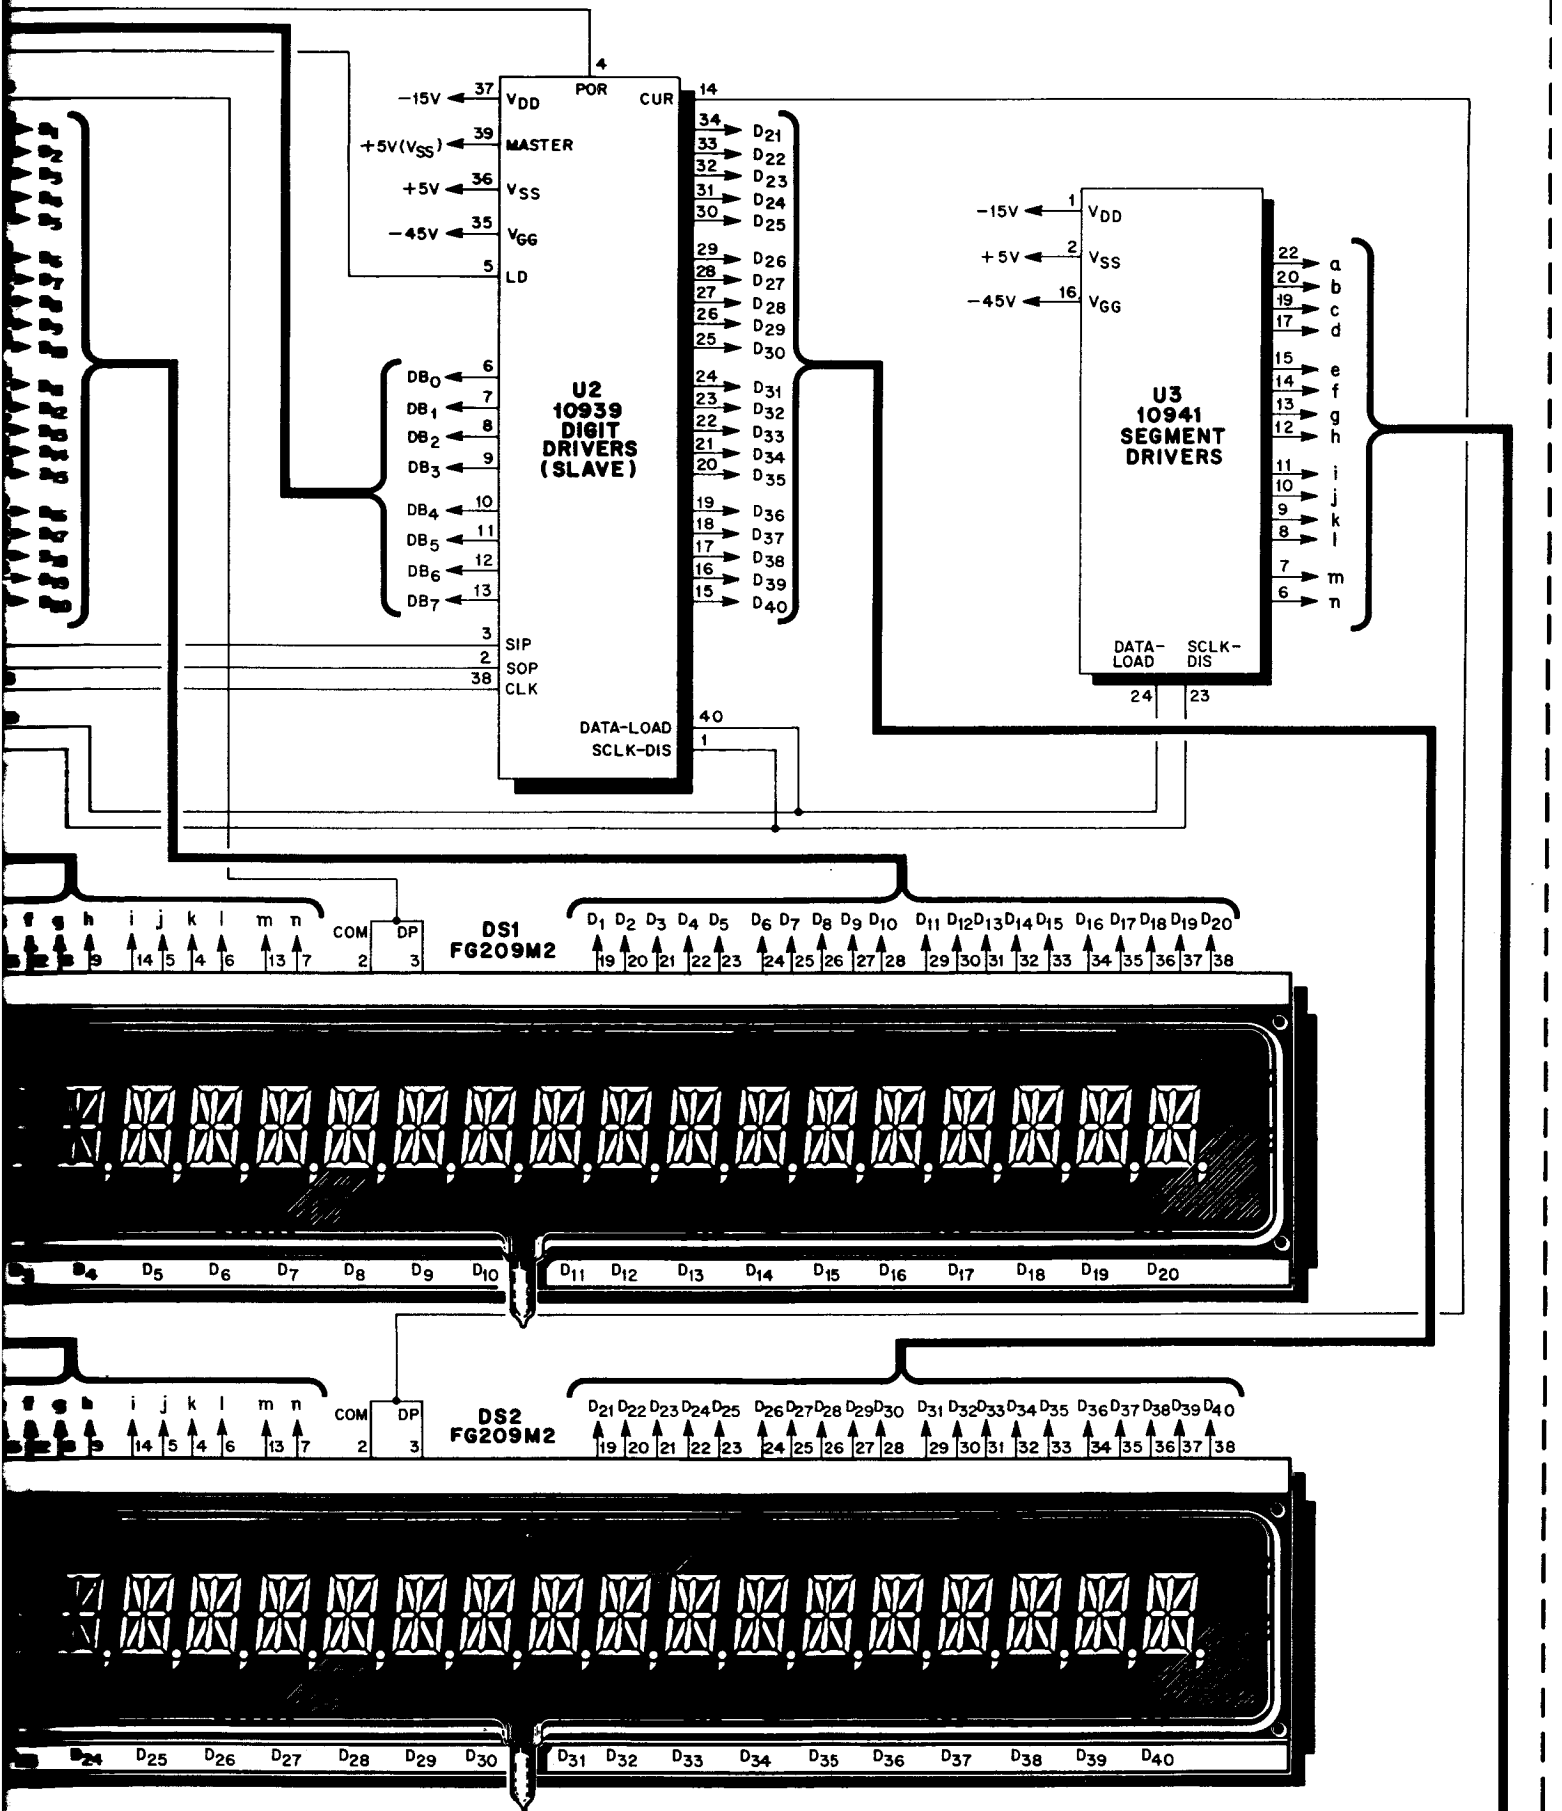 4
POR
14
CUR
-15V 37 VDD
+5V(VSS) 39 MASTER
+5V 36 VSS
-45V 35 VGG
5 LD
DB0 6
DB1 7
DB2 8
DB3 9
DB4 10
DB5 11
DB6 12
DB7 13
3 SIP
2 SOP
38 CLK
U2
10939
DIGIT
DRIVERS
(SLAVE)
DATA-LOAD 40
SCLK-DIS 1
34 D21
33 D22
32 D23
31 D24
30 D25
29 D26
28 D27
27 D28
26 D29
25 D30
24 D31
23 D32
22 D33
21 D34
20 D35
19 D36
18 D37
17 D38
16 D39
15 D40
-15V 1 VDD
+5V 2 VSS
-45V 16 VGG
U3
10941
SEGMENT
DRIVERS
22 a
20 b
19 c
17 d
15 e
14 f
13 g
12 h
11 i
10 j
9 k
8 l
7 m
6 n
DATA-LOAD
SCLK-DIS
24 23
f g h i j k l m n
9 14 5 4 6 13 7
COM DP
2 3
DS1
FG209M2
D1 D2 D3 D4 D5 D6 D7 D8 D9 D10 D11 D12 D13 D14 D15 D16 D17 D18 D19 D20
19 20 21 22 23 24 25 26 27 28 29 30 31 32 33 34 35 36 37 38
D4 D5 D6 D7 D8 D9 D10 D11 D12 D13 D14 D15 D16 D17 D18 D19 D20
f g h i j k l m n
9 14 5 4 6 13 7
COM DP
2 3
DS2
FG209M2
D21 D22 D23 D24 D25 D26 D27 D28 D29 D30 D31 D32 D33 D34 D35 D36 D37 D38 D39 D40
19 20 21 22 23 24 25 26 27 28 29 30 31 32 33 34 35 36 37 38
D24 D25 D26 D27 D28 D29 D30 D31 D32 D33 D34 D35 D36 D37 D38 D39 D40